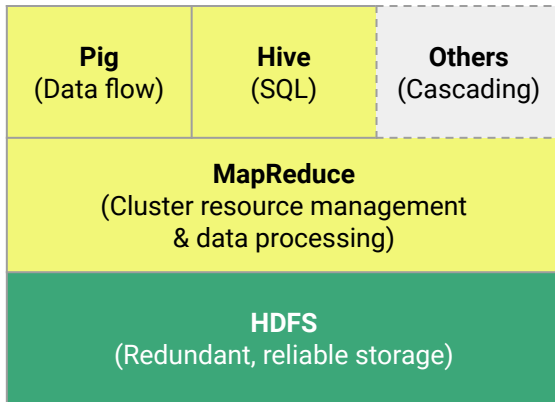 Pig
(Data flow)
Hive
(SQL)
Others
(Cascading)
MapReduce
(Cluster resource management
& data processing)
HDFS
(Redundant, reliable storage)